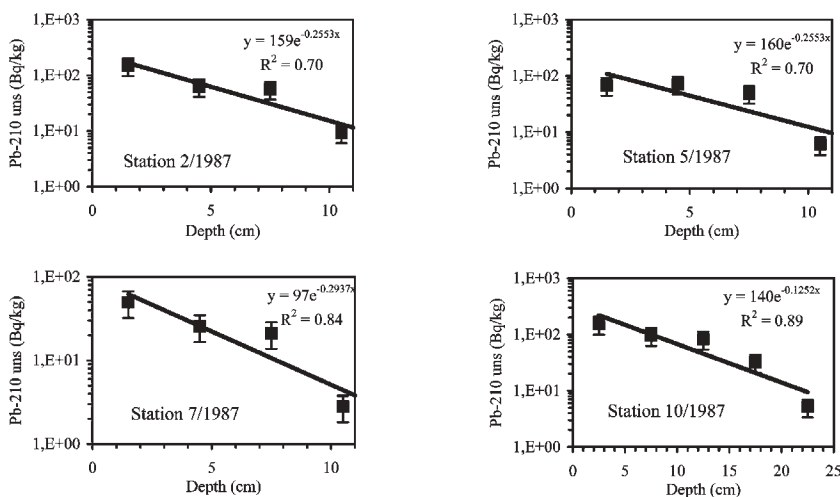 1,E+03
1,E+02
1,E+01
1,E+00
Pb-210 uns (Bq/kg)
y = 159e^-0.2553x
R² = 0.70
Station 2/1987
0 5 10
Depth (cm)
1,E+03
1,E+02
1,E+01
1,E+00
Pb-210 uns (Bq/kg)
y = 160e^-0.2553x
R² = 0.70
Station 5/1987
0 5 10
Depth (cm)
1,E+02
1,E+01
1,E+00
Pb-210 uns (Bq/kg)
y = 97e^-0.2937x
R² = 0.84
Station 7/1987
0 5 10
Depth (cm)
1,E+03
1,E+02
1,E+01
1,E+00
Pb-210 uns (Bq/kg)
y = 140e^-0.1252x
R² = 0.89
Station 10/1987
0 5 10 15 20 25
Depth (cm)